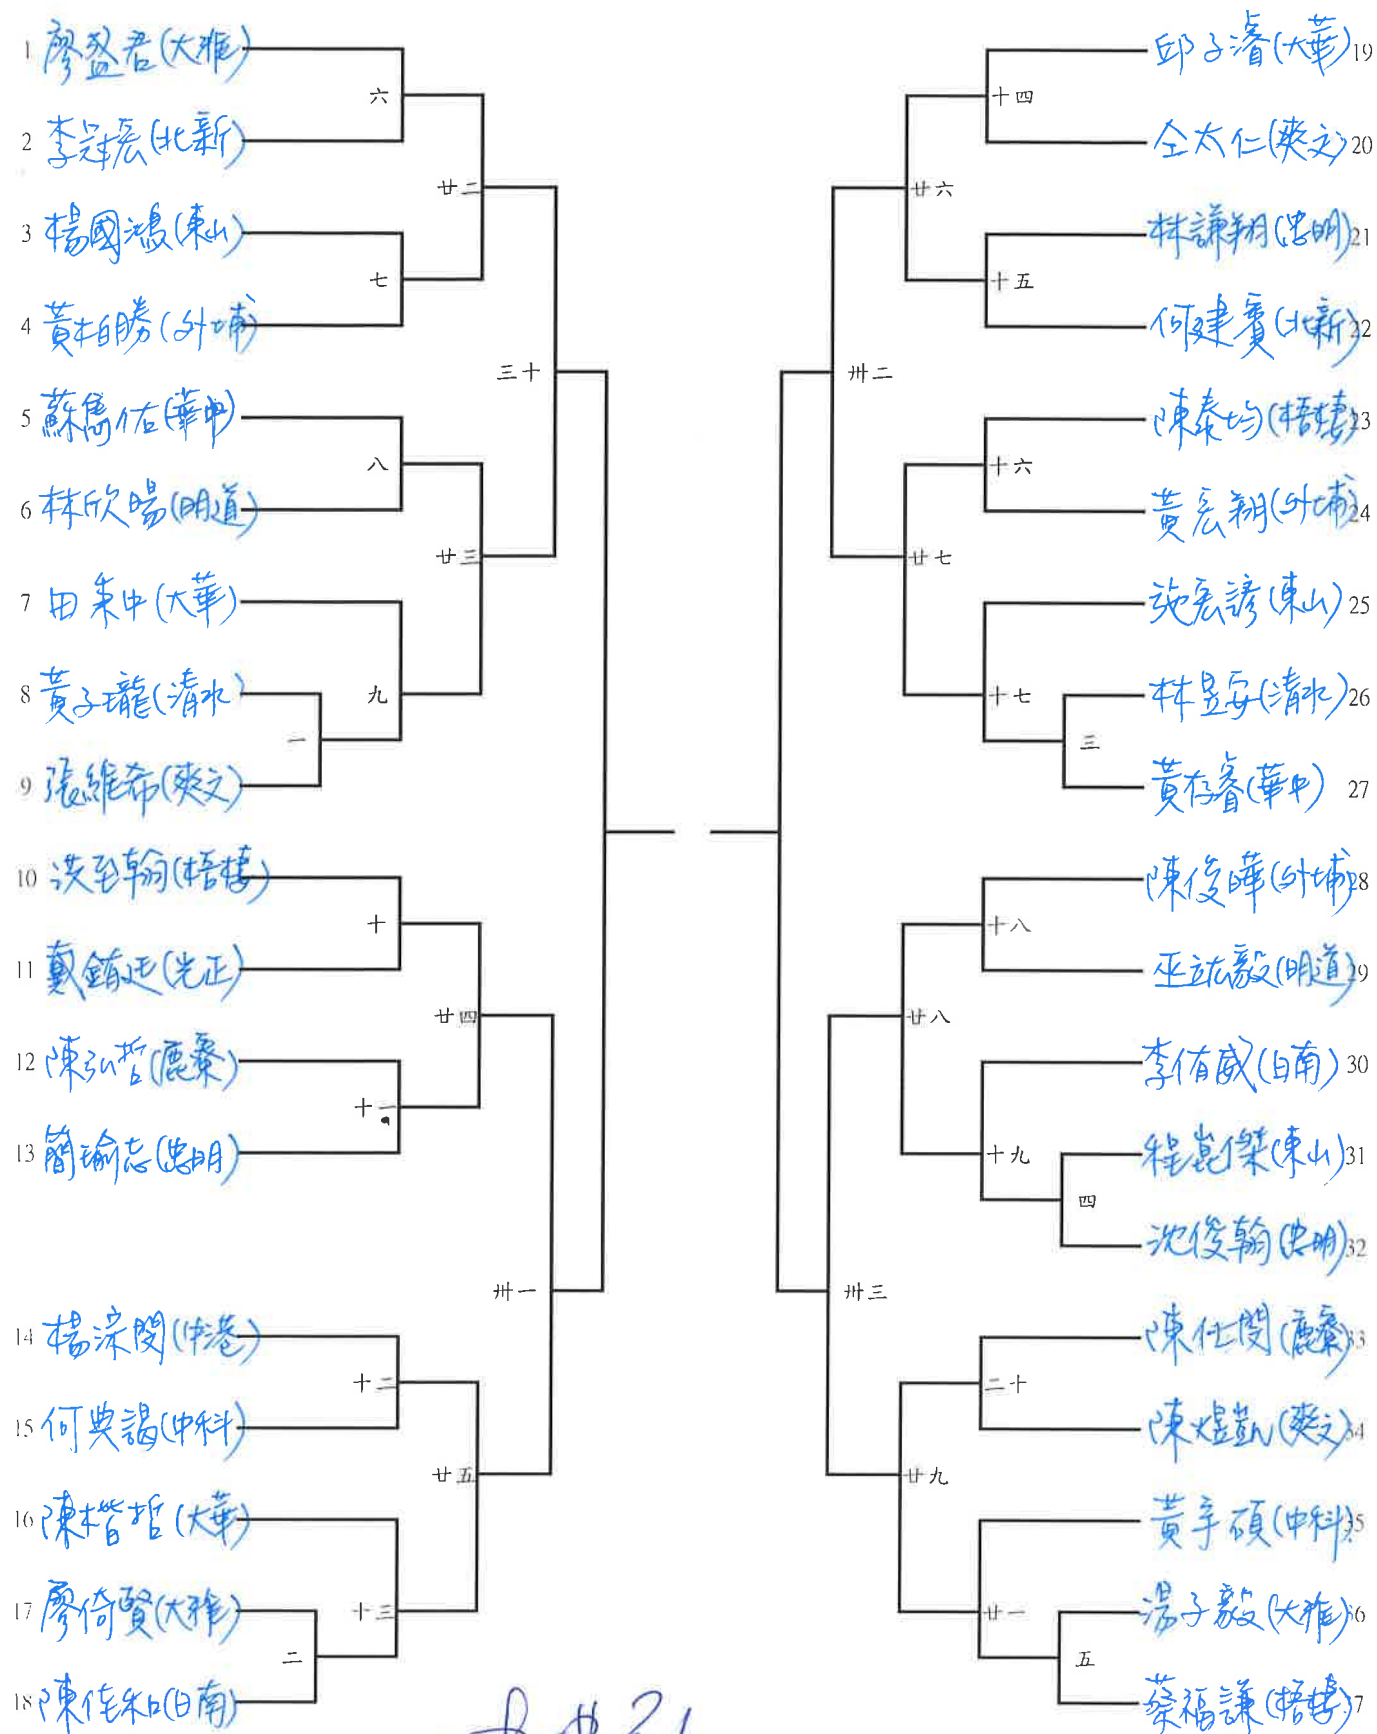 1 廖盈君(大雅)
2 李冠宏(北新)
3 楊國鴻(東山)
4 黃柏勝(外埔)
5 蘇雋佑(華中)
6 林欣暘(明道)
7 田秉中(大華)
8 黃子瓏(清水)
9 張維希(爽文)
10 洪至翰(梧棲)
11 戴錥廷(光正)
12 陳弘哲(鹿寮)
13 簡瑜志(忠明)
14 楊淙閔(中港)
15 何典謁(中科)
16 陳楷哲(大華)
17 廖倚賢(大雅)
18 陳佳和(日南)
六
七
八
九
一
十
十一
十二
十三
二
廿二
廿三
廿四
廿五
三十
卅一
卅二
卅三
廿六
廿七
廿八
廿九
十四
十五
十六
十七
三
十八
十九
四
二十
廿一
五
邱子濬(大華) 19
仝太仁(爽文) 20
林謙翔(忠明) 21
何建賓(北新) 22
陳泰均(梧棲) 23
黃宏翔(外埔) 24
施宏諺(東山) 25
林昱安(清水) 26
黃存睿(華中) 27
陳俊曄(外埔) 28
巫竑毅(明道) 29
李侑威(日南) 30
程崑傑(東山) 31
沈俊翰(忠明) 32
陳仕閔(鹿寮) 33
陳煜凱(爽文) 34
黃宇碩(中科) 35
湯子毅(大雅) 36
蔡福謙(梧棲) 37